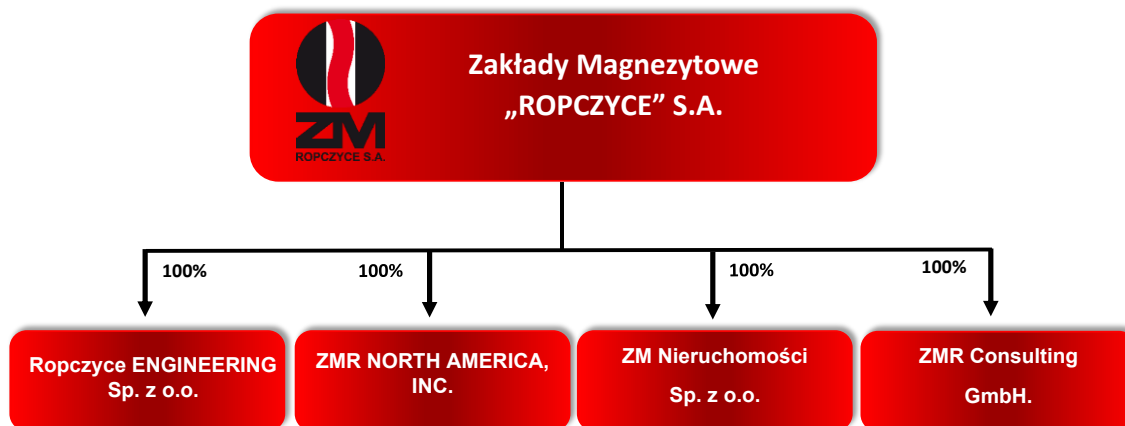 Zakłady Magnezytowe
„ROPCZYCE” S.A.
ZM
ROPCZYCE S.A.
100%
100%
100%
100%
Ropczyce ENGINEERING
Sp. z o.o.
ZMR NORTH AMERICA,
INC.
ZM Nieruchomości
Sp. z o.o.
ZMR Consulting
GmbH.